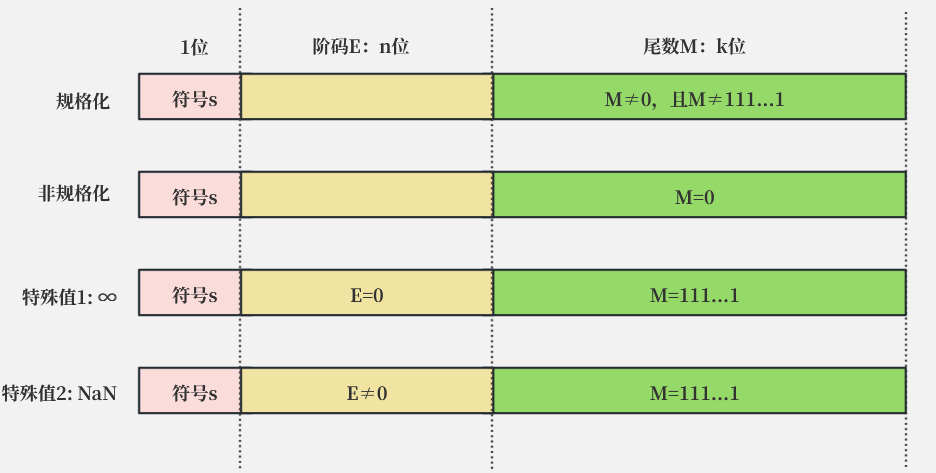 1位 阶码E：n位 尾数M：k位
规格化 符号s M≠0，且M≠111...1
非规格化 符号s M=0
特殊值1: ∞ 符号s E=0 M=111...1
特殊值2: NaN 符号s E≠0 M=111...1